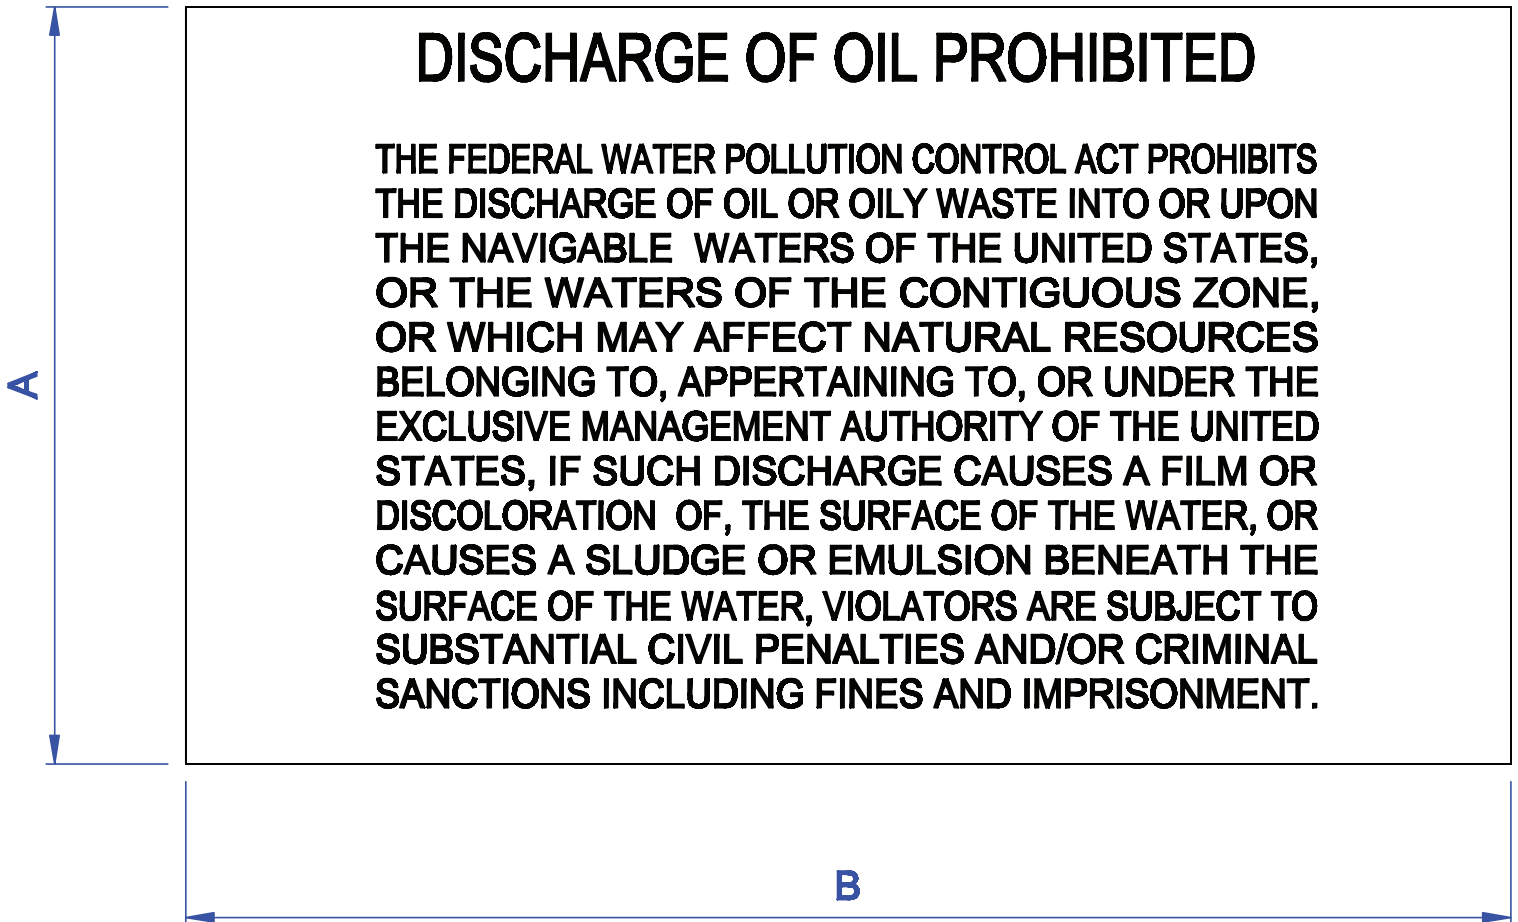 DISCHARGE OF OIL PROHIBITED
THE FEDERAL WATER POLLUTION CONTROL ACT PROHIBITS
THE DISCHARGE OF OIL OR OILY WASTE INTO OR UPON
THE NAVIGABLE WATERS OF THE UNITED STATES,
OR THE WATERS OF THE CONTIGUOUS ZONE,
OR WHICH MAY AFFECT NATURAL RESOURCES
BELONGING TO, APPERTAINING TO, OR UNDER THE
EXCLUSIVE MANAGEMENT AUTHORITY OF THE UNITED
STATES, IF SUCH DISCHARGE CAUSES A FILM OR
DISCOLORATION OF, THE SURFACE OF THE WATER, OR
CAUSES A SLUDGE OR EMULSION BENEATH THE
SURFACE OF THE WATER, VIOLATORS ARE SUBJECT TO
SUBSTANTIAL CIVIL PENALTIES AND/OR CRIMINAL
SANCTIONS INCLUDING FINES AND IMPRISONMENT.
A
B